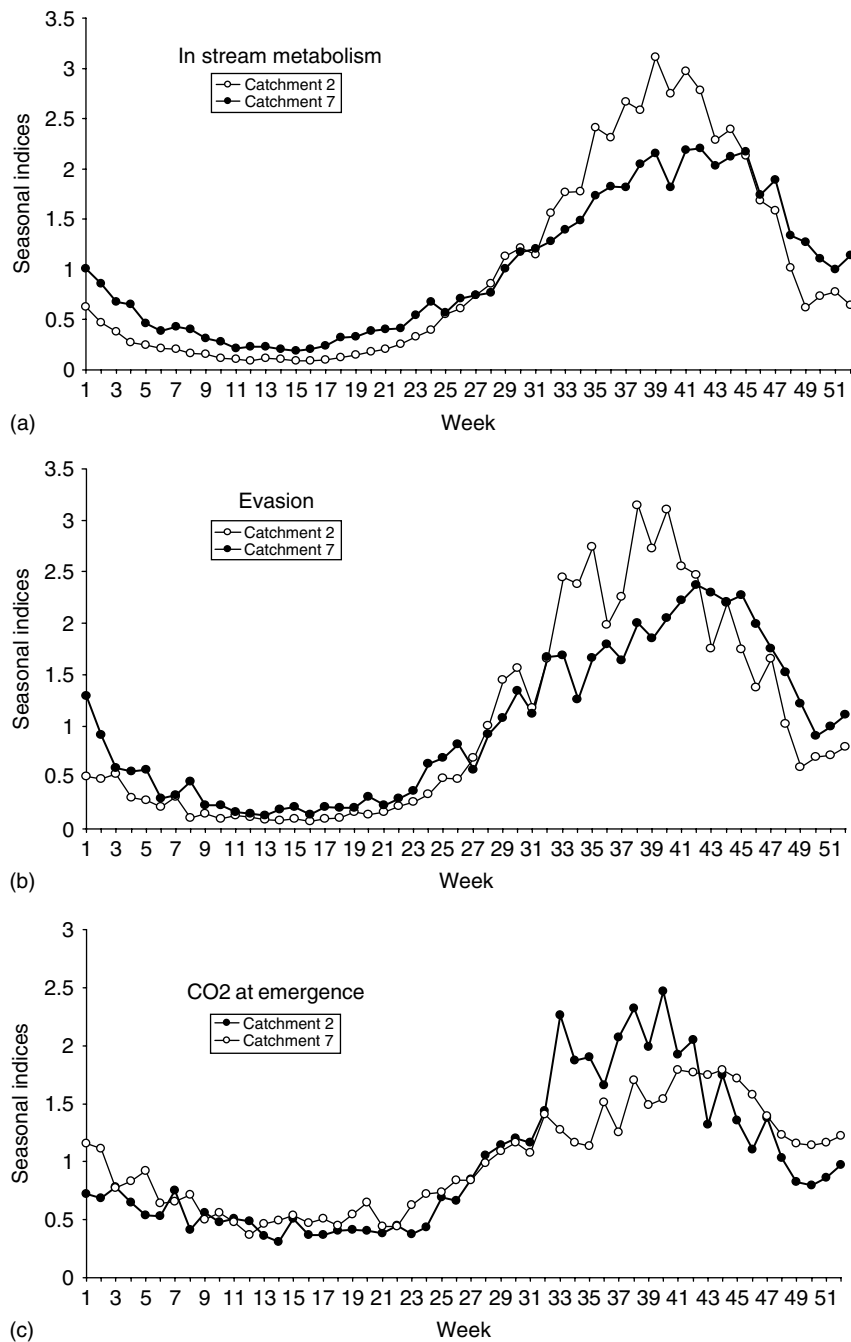 3.5
In stream metabolism
3
Catchment 2
Catchment 7
2.5
2
1.5
1
0.5
0
Seasonal indices
1 3 5 7 9 11 13 15 17 19 21 23 25 27 29 31 33 35 37 39 41 43 45 47 49 51
(a)
Week
3.5
Evasion
3
Catchment 2
Catchment 7
2.5
2
1.5
1
0.5
0
Seasonal indices
1 3 5 7 9 11 13 15 17 19 21 23 25 27 29 31 33 35 37 39 41 43 45 47 49 51
(b)
Week
3
CO2 at emergence
2.5
Catchment 2
Catchment 7
2
1.5
1
0.5
0
Seasonal indices
1 3 5 7 9 11 13 15 17 19 21 23 25 27 29 31 33 35 37 39 41 43 45 47 49 51
(c)
Week